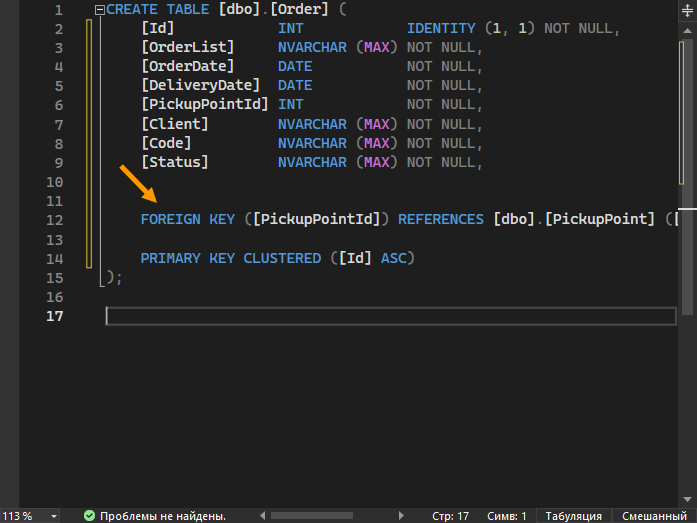 1 CREATE TABLE [dbo].[Order] (
2 [Id] INT IDENTITY (1, 1) NOT NULL,
3 [OrderList] NVARCHAR (MAX) NOT NULL,
4 [OrderDate] DATE NOT NULL,
5 [DeliveryDate] DATE NOT NULL,
6 [PickupPointId] INT NOT NULL,
7 [Client] NVARCHAR (MAX) NOT NULL,
8 [Code] NVARCHAR (MAX) NOT NULL,
9 [Status] NVARCHAR (MAX) NOT NULL,
10
11
12 FOREIGN KEY ([PickupPointId]) REFERENCES [dbo].[PickupPoint] ([
13
14 PRIMARY KEY CLUSTERED ([Id] ASC)
15 );
16
17
113 % Проблемы не найдены. Стр: 17 Симв: 1 Табуляция Смешанный